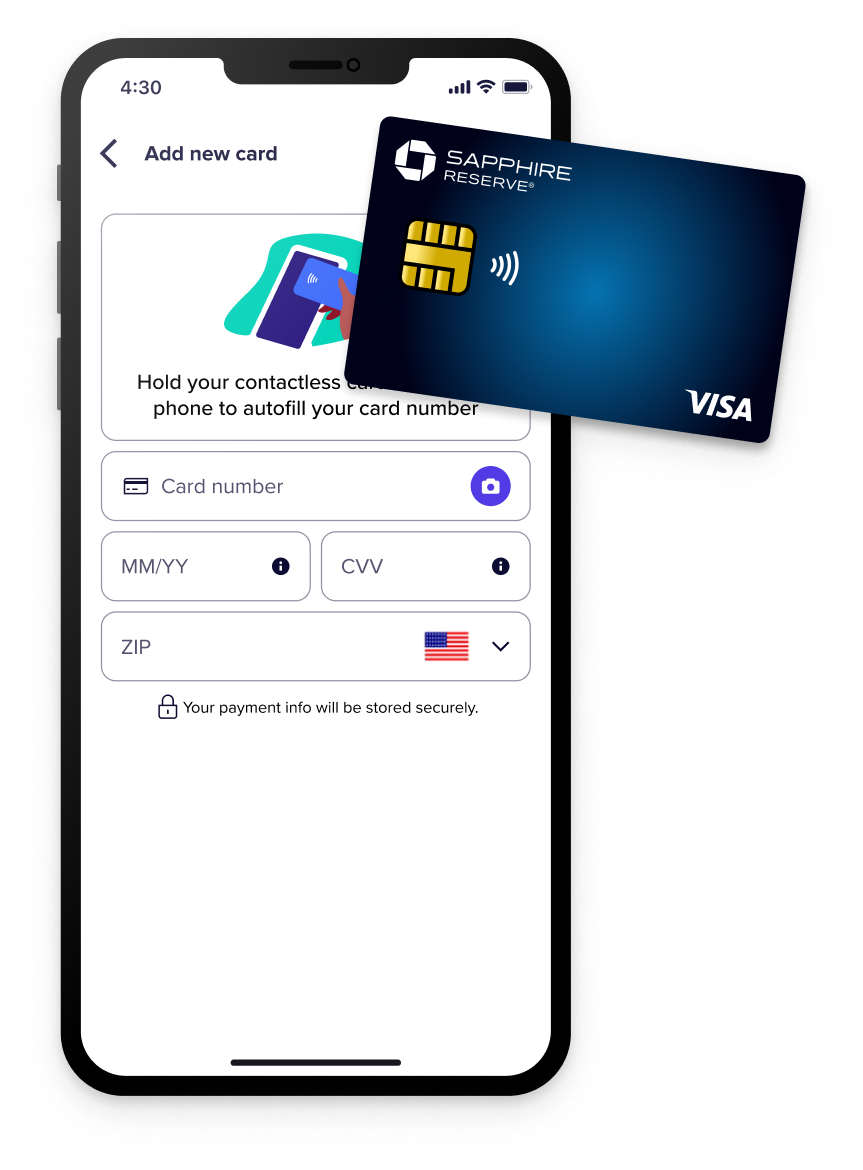 4:30
Add new card
SAPPHIRE
RESERVE®
Hold your contactless
phone to autofill your card number
VISA
Card number
MM/YY
CVV
ZIP
Your payment info will be stored securely.